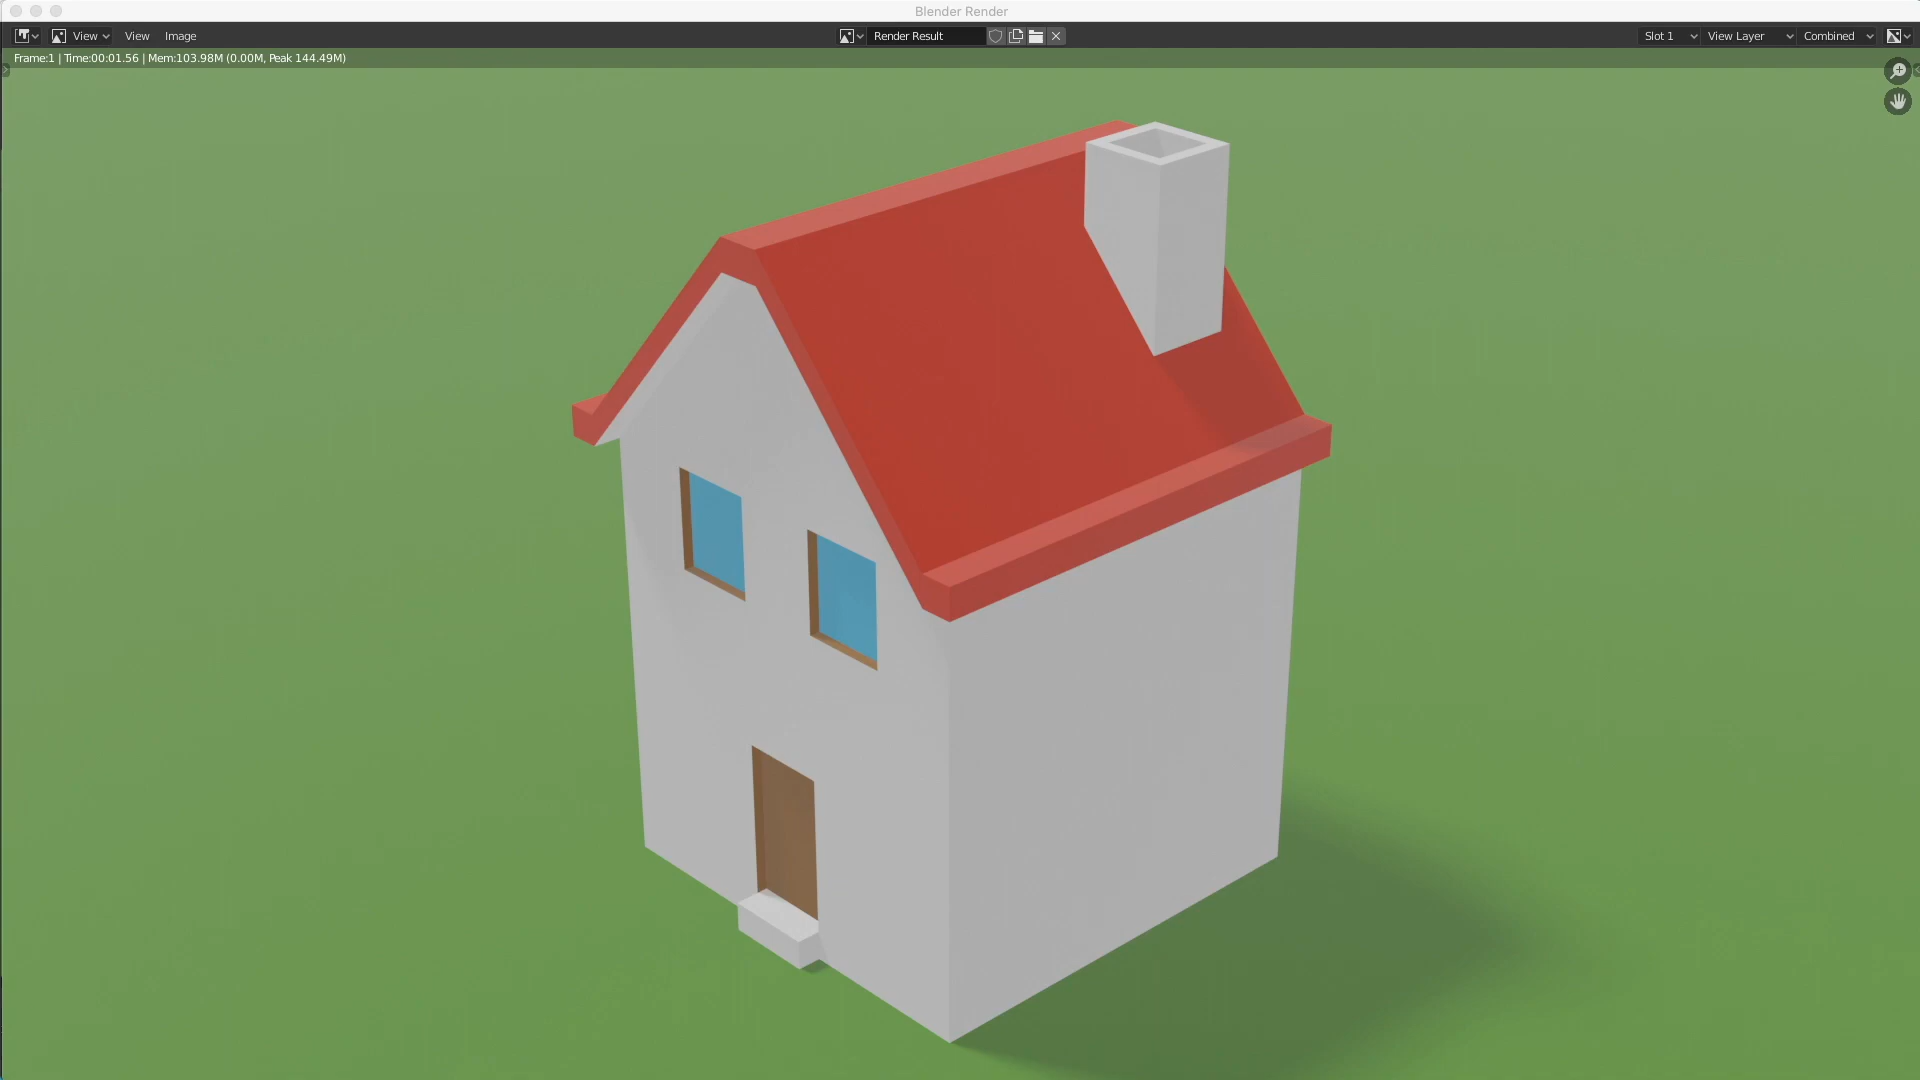 Blender Render
View View Image Render Result Slot 1 View Layer Combined
Frame:1 | Time:00:01.56 | Mem:103.98M (0.00M, Peak 144.49M)